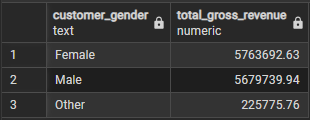 customer_gender total_gross_revenue
text numeric
1 Female 5763692.63
2 Male 5679739.94
3 Other 225775.76